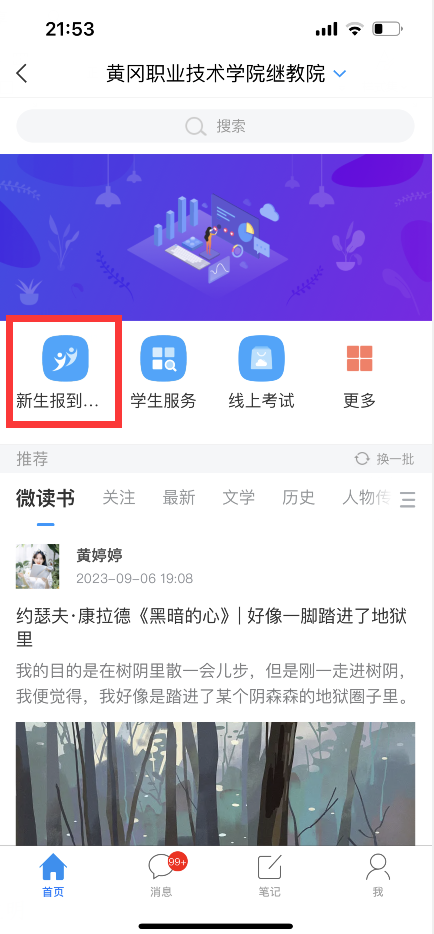 21:53
黄冈职业技术学院继教院
搜索
新生报到...
学生服务
线上考试
更多
推荐
换一批
微读书
关注
最新
文学
历史
人物传
黄婷婷
2023-09-06 19:08
约瑟夫·康拉德《黑暗的心》| 好像一脚踏进了地狱
里
我的目的是在树阴里散一会儿步，但是刚一走进树阴，
我便觉得，我好像是踏进了某个阴森森的地狱圈子里。
99+
首页
消息
笔记
我